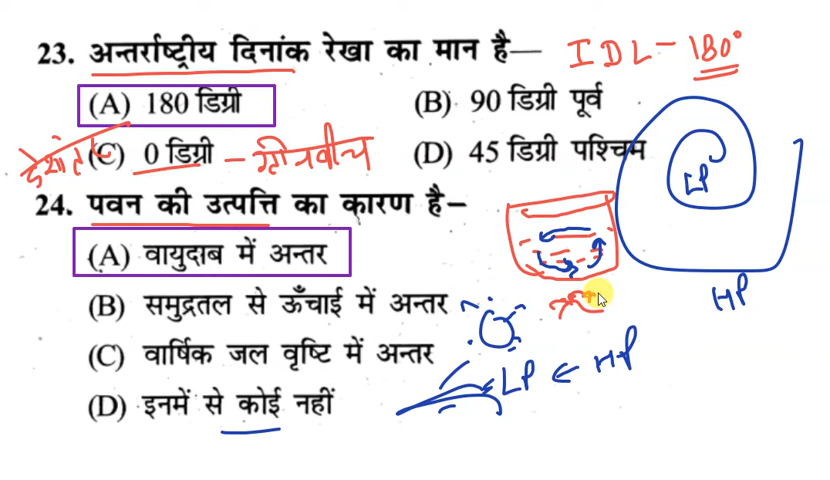 23. अन्तर्राष्ट्रीय दिनांक रेखा का मान है—
IDL - 180°
(A) 180 डिग्री
(B) 90 डिग्री पूर्व
(C) 0 डिग्री - ग्रीनवीच
(D) 45 डिग्री पश्चिम
LP
24. पवन की उत्पत्ति का कारण है–
(A) वायुदाब में अन्तर
HP
(B) समुद्रतल से ऊँचाई में अन्तर
(C) वार्षिक जल वृष्टि में अन्तर
LP ← HP
(D) इनमें से कोई नहीं